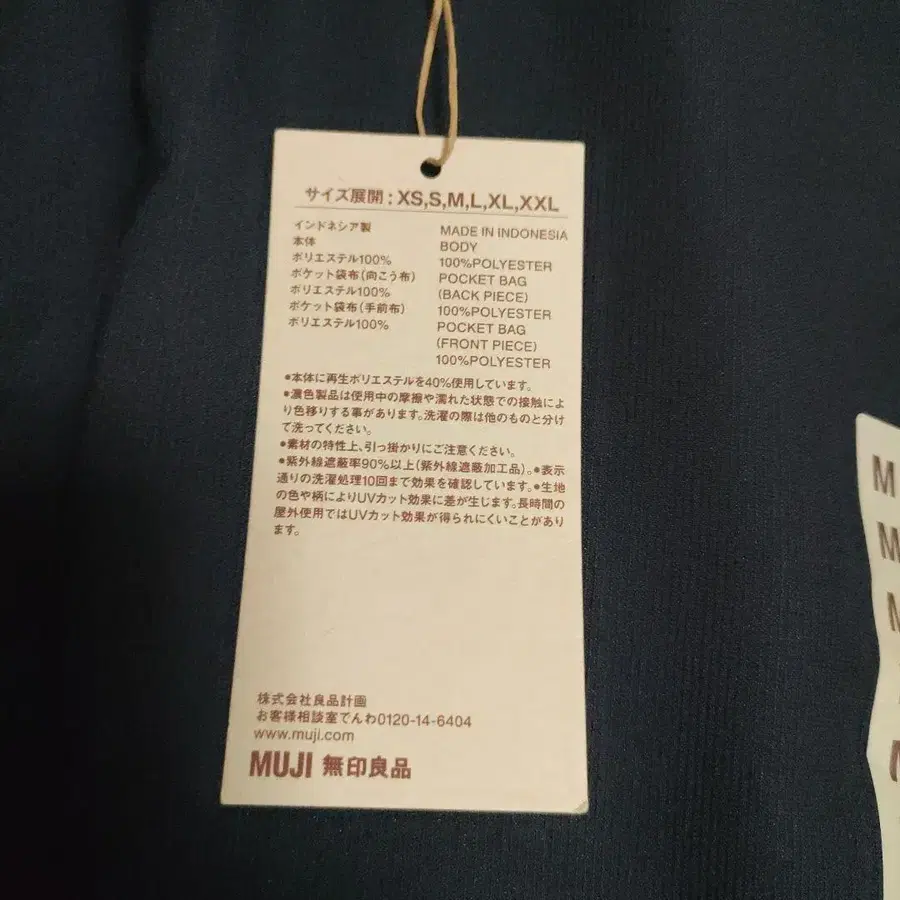 サイズ展開：XS,S,M,L,XL,XXL
インドネシア製
本体
ポリエステル100%
ポケット袋布(向こう布)
ポリエステル100%
ポケット袋布(手前布)
ポリエステル100%
MADE IN INDONESIA
BODY
100%POLYESTER
POCKET BAG
(BACK PIECE)
100%POLYESTER
POCKET BAG
(FRONT PIECE)
100%POLYESTER
●本体に再生ポリエステルを40%使用しています。
●濃色製品は使用中の摩擦や濡れた状態での接触によ
り色移りする事があります。洗濯の際は他のものと分け
て洗ってください。
●素材の特性上、引っ掛かりにご注意ください。
●紫外線遮蔽率90%以上(紫外線遮蔽加工品)。●表示
通りの洗濯処理10回まで効果を確認しています。●生地
の色や柄によりUVカット効果に差が生じます。長時間の
屋外使用ではUVカット効果が得られにくいことがあり
ます。
株式会社良品計画
お客様相談室でんわ0120-14-6404
www.muji.com
MUJI 無印良品
M
M
M